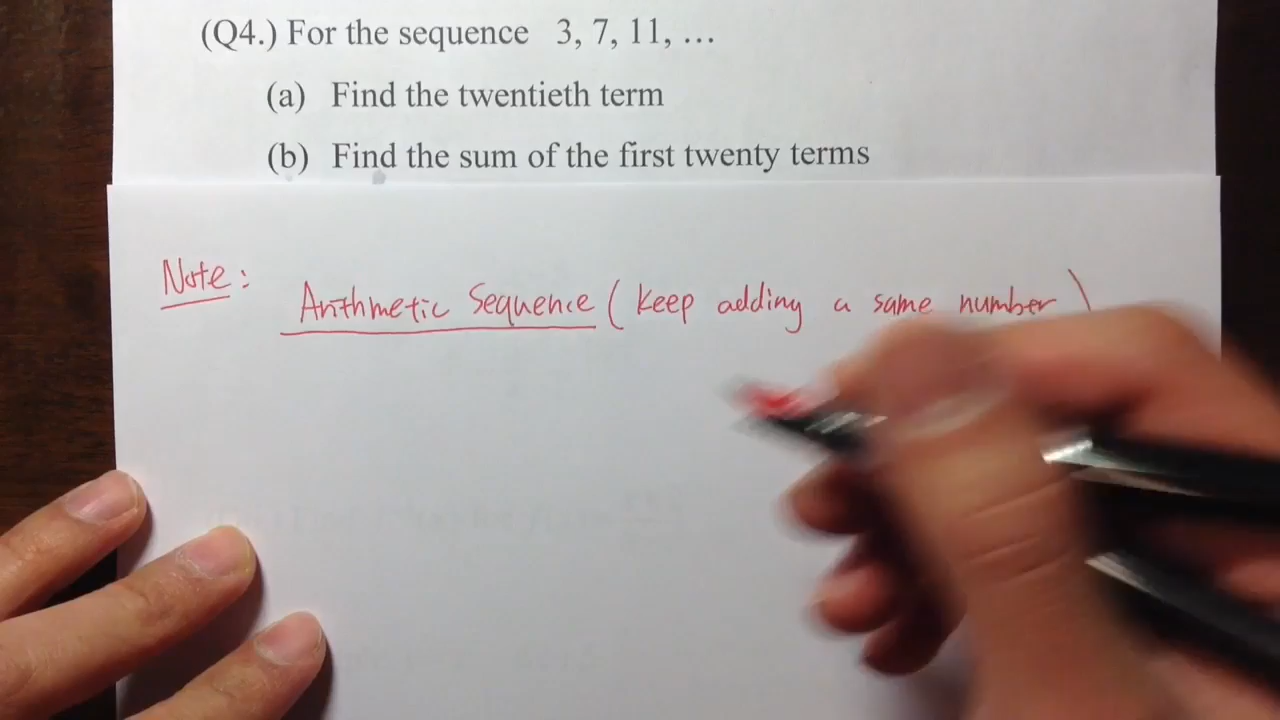 (Q4.) For the sequence 3, 7, 11, ...
(a) Find the twentieth term
(b) Find the sum of the first twenty terms
Note:
Arithmetic Sequence (keep adding a same number)